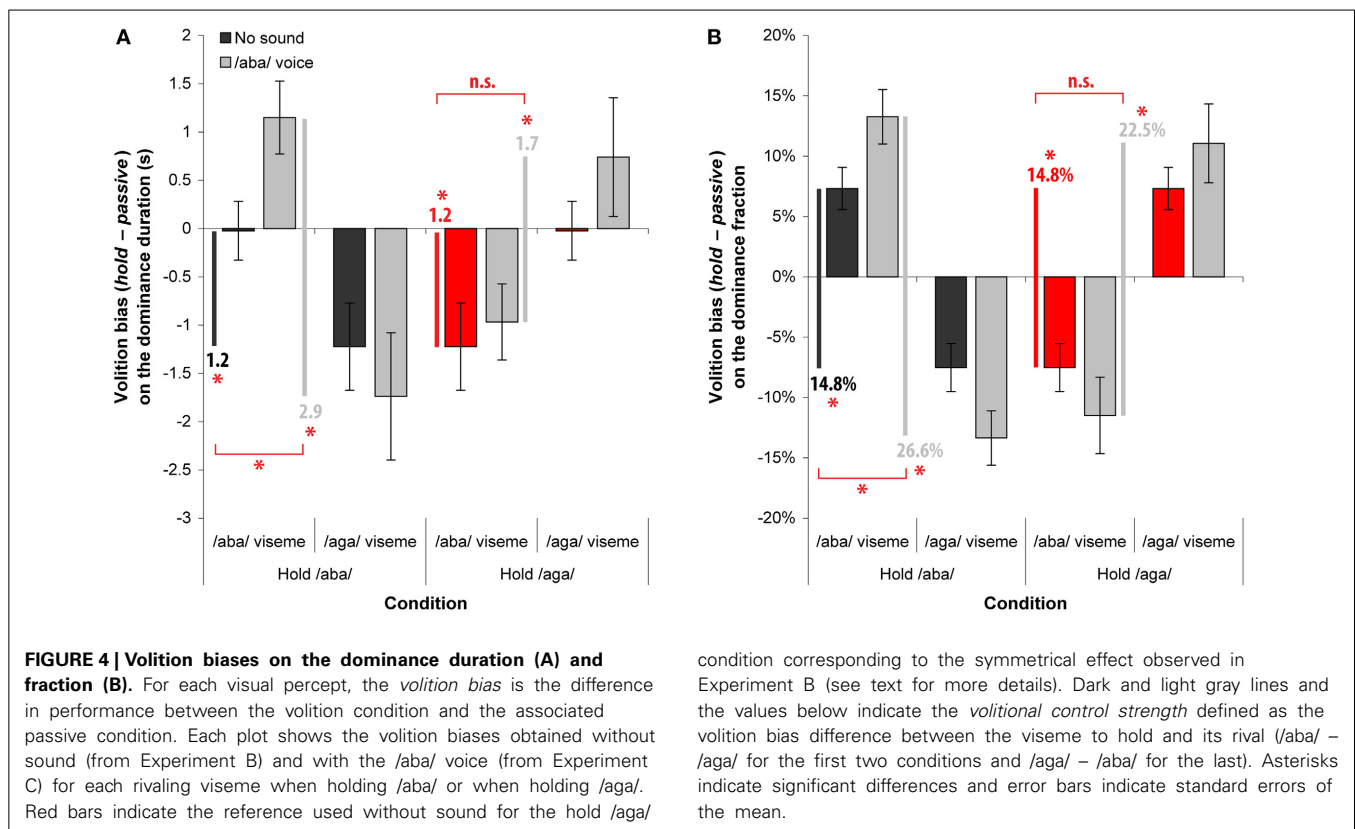 A
No sound
/aba/ voice
Volition bias (hold – passive)
on the dominance duration (s)
2
1.5
1
0.5
0
-0.5
-1
-1.5
-2
-2.5
-3
1.2
*
2.9
*
*
n.s.
*
1.2
*
1.7
/aba/ viseme
/aga/ viseme
/aba/ viseme
/aga/ viseme
Hold /aba/
Hold /aga/
Condition
B
Volition bias (hold – passive)
on the dominance fraction
20%
15%
10%
5%
0%
-5%
-10%
-15%
-20%
14.8%
*
26.6%
*
*
n.s.
*
14.8%
*
22.5%
/aba/ viseme
/aga/ viseme
/aba/ viseme
/aga/ viseme
Hold /aba/
Hold /aga/
Condition
FIGURE 4 | Volition biases on the dominance duration (A) and
fraction (B). For each visual percept, the volition bias is the difference
in performance between the volition condition and the associated
passive condition. Each plot shows the volition biases obtained without
sound (from Experiment B) and with the /aba/ voice (from Experiment
C) for each rivaling viseme when holding /aba/ or when holding /aga/.
Red bars indicate the reference used without sound for the hold /aga/
condition corresponding to the symmetrical effect observed in
Experiment B (see text for more details). Dark and light gray lines and
the values below indicate the volitional control strength defined as the
volition bias difference between the viseme to hold and its rival (/aba/ –
/aga/ for the first two conditions and /aga/ – /aba/ for the last). Asterisks
indicate significant differences and error bars indicate standard errors of
the mean.